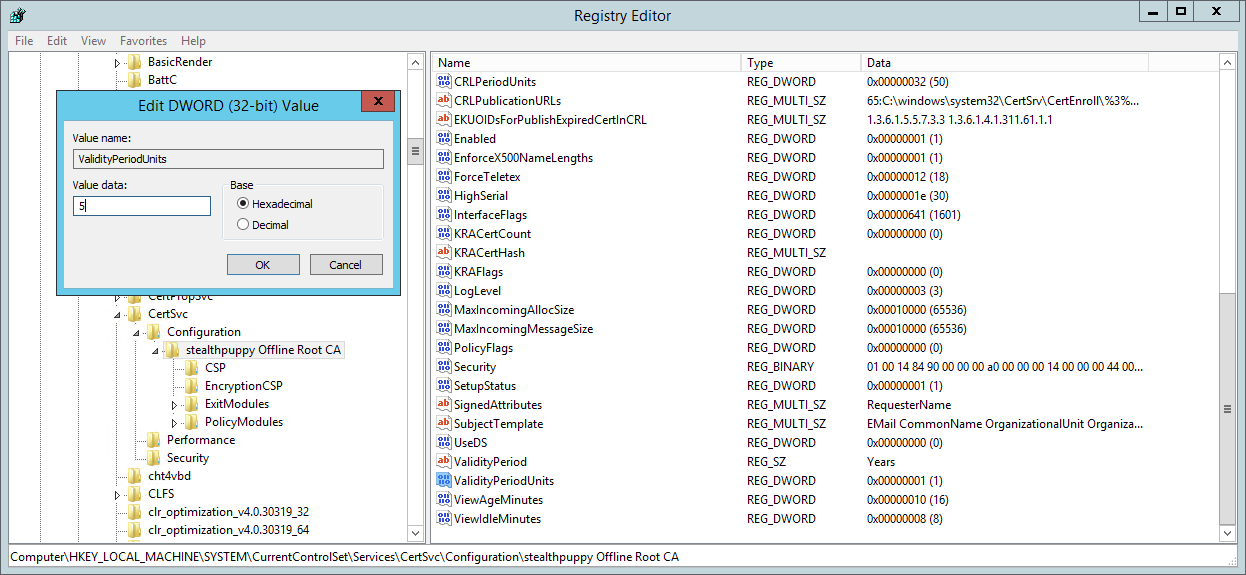 Registry Editor
File Edit View Favorites Help
BasicRender
BattC
Edit DWORD (32-bit) Value
X
Value name:
ValidityPeriodUnits
Value data:
5
Base
Hexadecimal
Decimal
OK Cancel
CertPropSvc
CertSvc
Configuration
stealthpuppy Offline Root CA
CSP
EncryptionCSP
ExitModules
PolicyModules
Performance
Security
cht4vbd
CLFS
clr_optimization_v4.0.30319_32
clr_optimization_v4.0.30319_64
Name Type Data
CRLPeriodUnits REG_DWORD 0x00000032 (50)
CRLPublicationURLs REG_MULTI_SZ 65:C:\windows\system32\CertSrv\CertEnroll\%3%...
EKUOIDsForPublishExpiredCertInCRL REG_MULTI_SZ 1.3.6.1.5.5.7.3.3 1.3.6.1.4.1.311.61.1.1
Enabled REG_DWORD 0x00000001 (1)
EnforceX500NameLengths REG_DWORD 0x00000001 (1)
ForceTeletex REG_DWORD 0x00000012 (18)
HighSerial REG_DWORD 0x0000001e (30)
InterfaceFlags REG_DWORD 0x00000641 (1601)
KRACertCount REG_DWORD 0x00000000 (0)
KRACertHash REG_MULTI_SZ
KRAFlags REG_DWORD 0x00000000 (0)
LogLevel REG_DWORD 0x00000003 (3)
MaxIncomingAllocSize REG_DWORD 0x00010000 (65536)
MaxIncomingMessageSize REG_DWORD 0x00010000 (65536)
PolicyFlags REG_DWORD 0x00000000 (0)
Security REG_BINARY 01 00 14 84 90 00 00 00 a0 00 00 00 14 00 00 00 44 00...
SetupStatus REG_DWORD 0x00000001 (1)
SignedAttributes REG_MULTI_SZ RequesterName
SubjectTemplate REG_MULTI_SZ EMail CommonName OrganizationalUnit Organiza...
UseDS REG_DWORD 0x00000000 (0)
ValidityPeriod REG_SZ Years
ValidityPeriodUnits REG_DWORD 0x00000001 (1)
ViewAgeMinutes REG_DWORD 0x00000010 (16)
ViewIdleMinutes REG_DWORD 0x00000008 (8)
Computer\HKEY_LOCAL_MACHINE\SYSTEM\CurrentControlSet\Services\CertSvc\Configuration\stealthpuppy Offline Root CA